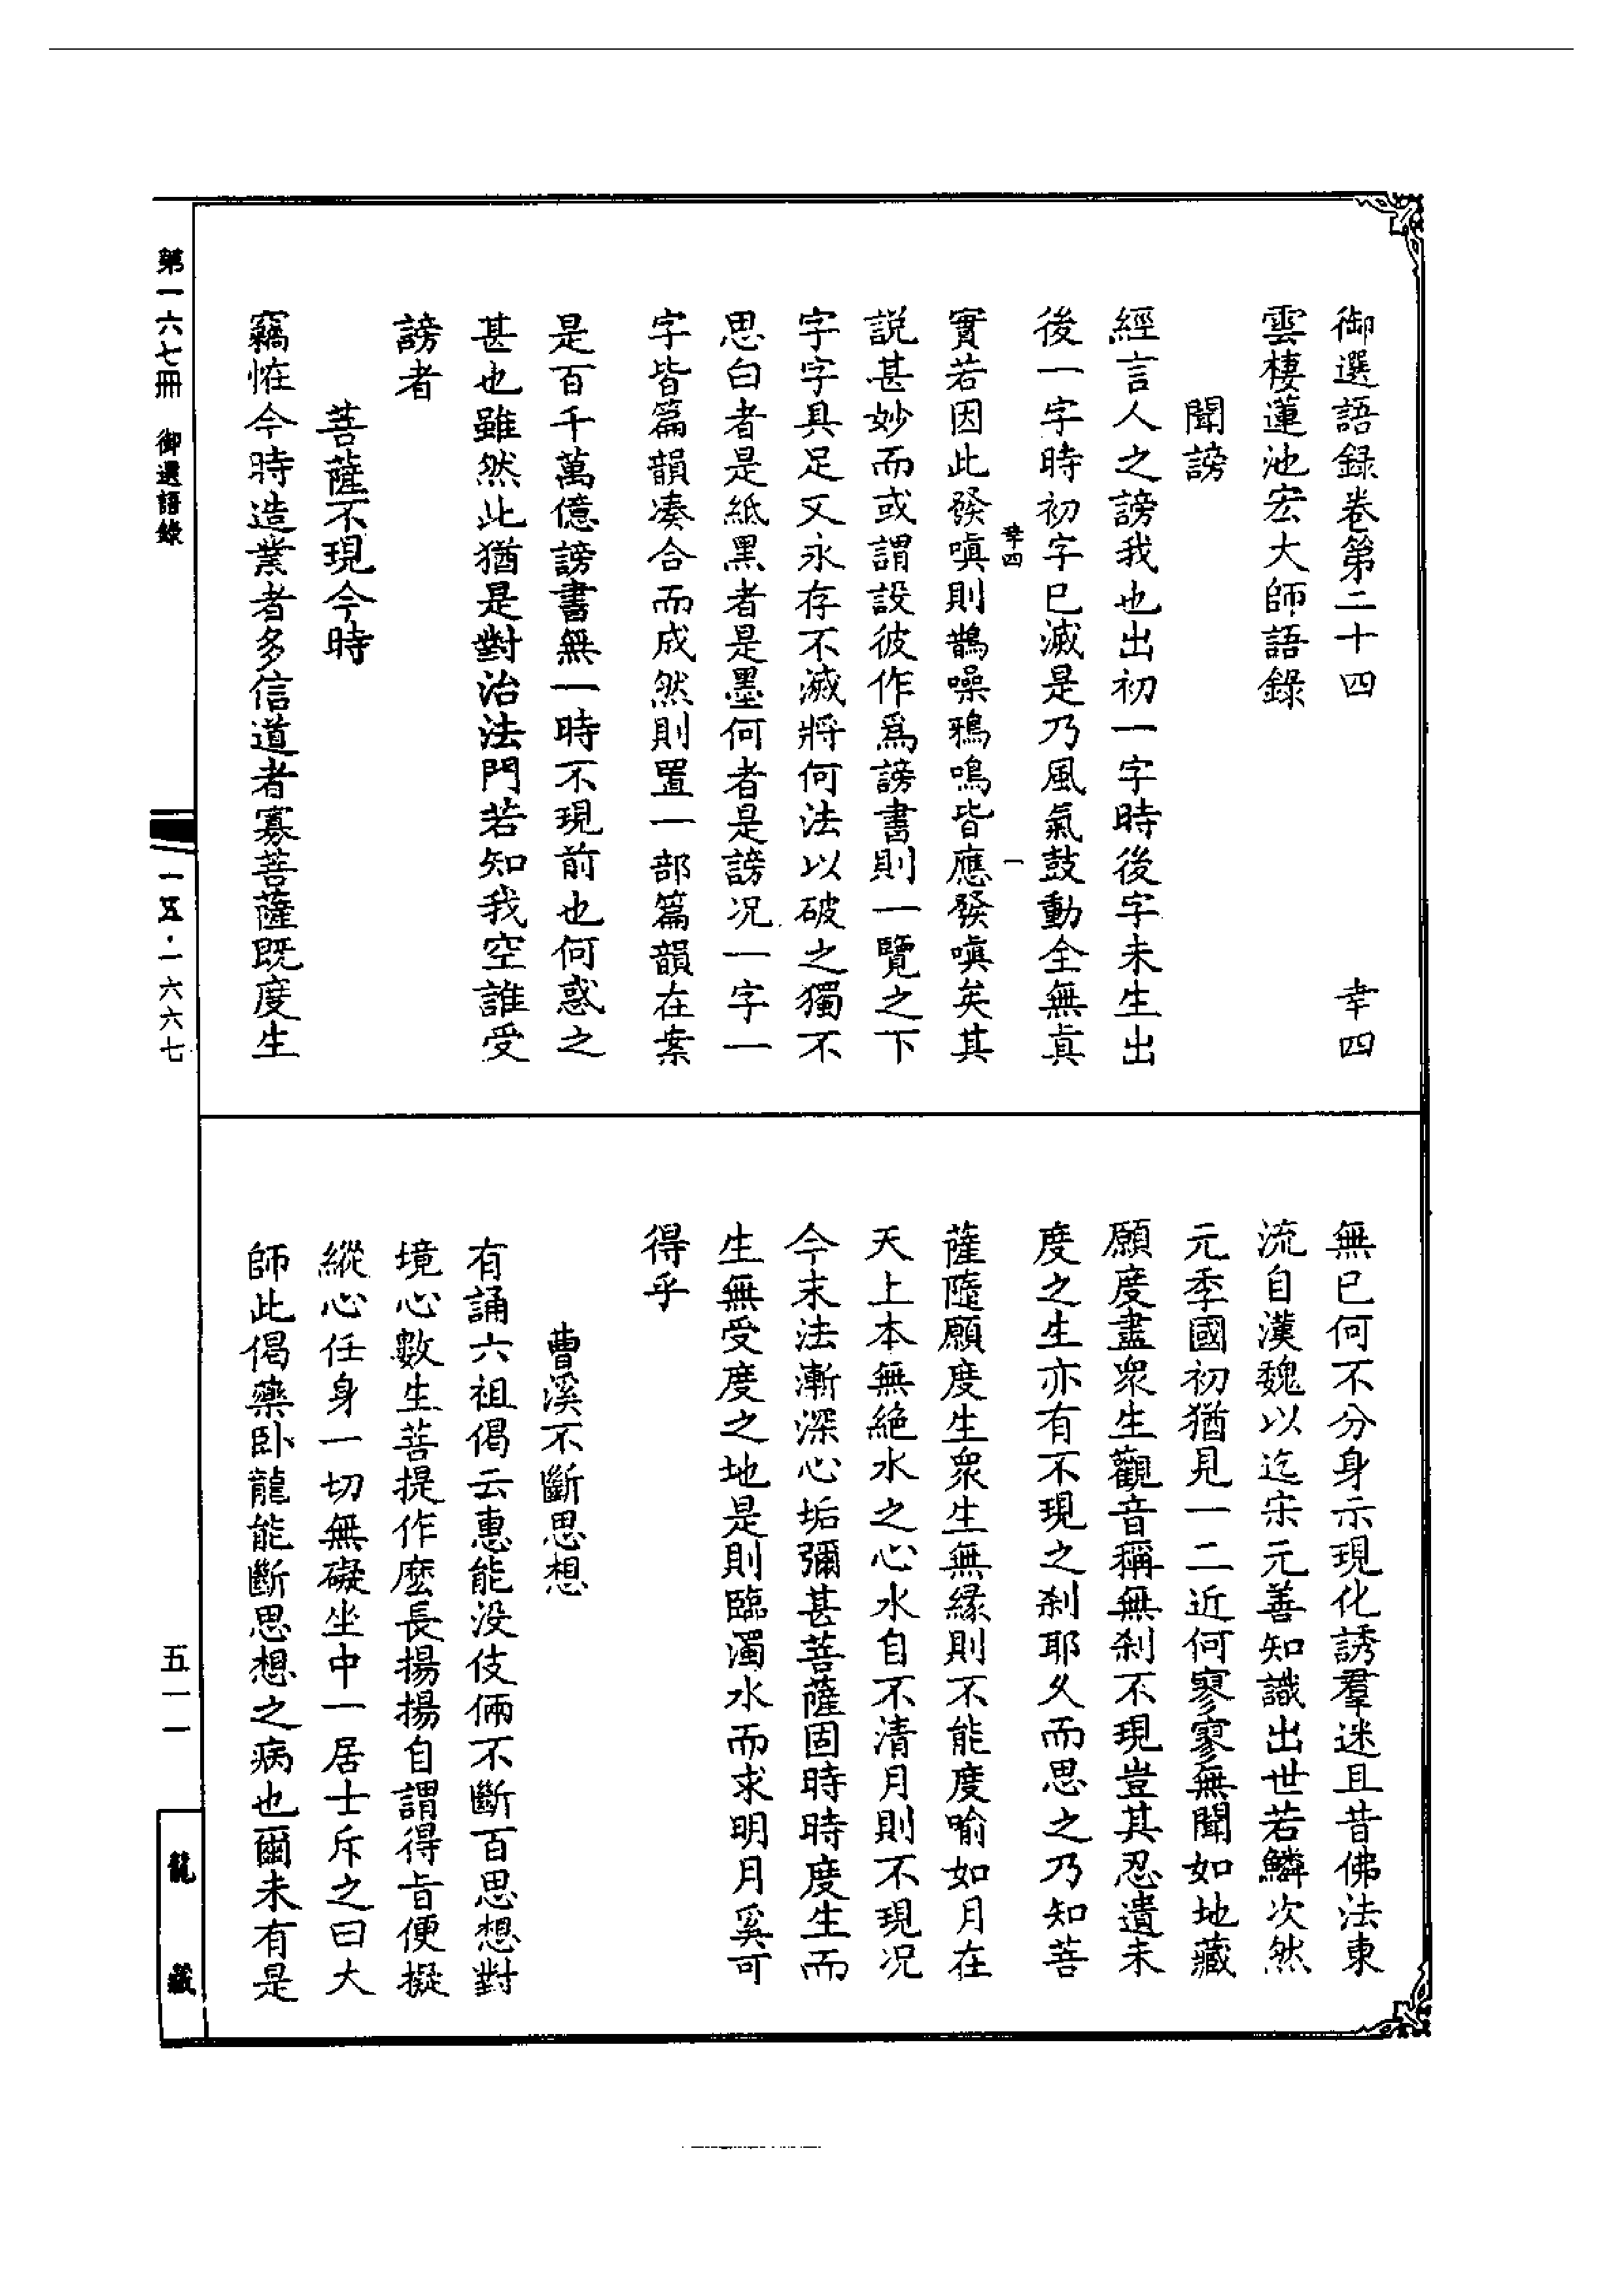 御選語錄卷第二十四　幸四
雲棲蓮池宏大師語錄
聞謗
經言人之謗我也出初一字時後字未生出
後一字時初字已滅是乃風氣鼓動全無真
幸四　一
實若因此發嗔則鵲噪鴉鳴皆應發嗔矣其
説甚妙而或謂設彼作爲謗書則一覽之下
字字具足又永存不滅將何法以破之獨不
思白者是紙黑者是墨何者是謗况一字一
字皆篇韻凑合而成然則置一部篇韻在案
是百千萬億謗書無一時不現前也何惑之
甚也雖然此猶是對治法門若知我空誰受
謗者
菩薩不現今時
竊恠今時造業者多信道者寡菩薩既度生
無已何不分身示現化誘羣迷且昔佛法東
流自漢魏以迄宋元善知識出世若鱗次然
元季國初猶見一二近何寥寥無聞如地藏
願度盡衆生觀音稱無刹不現豈其忍遺未
度之生亦有不現之刹耶久而思之乃知菩
薩隨願度生衆生無緣則不能度喻如月在
天上本無絶水之心水自不清月則不現况
今末法漸深心垢彌甚菩薩固時時度生而
生無受度之地是則臨濁水而求明月奚可
得乎
曹溪不斷思想
有誦六祖偈云惠能没伎倆不斷百思想對
境心數生菩提作麽長揚揚自謂得旨便擬
縱心任身一切無礙坐中一居士斥之曰大
師此偈藥卧龍能斷思想之病也爾未有是
第一六七冊　御選語錄
一五·一六六七
五一一
龍藏